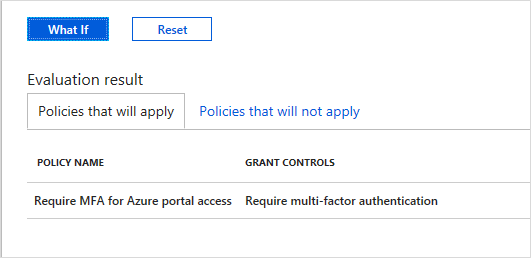 What If Reset
Evaluation result
Policies that will apply Policies that will not apply
POLICY NAME GRANT CONTROLS
Require MFA for Azure portal access Require multi-factor authentication